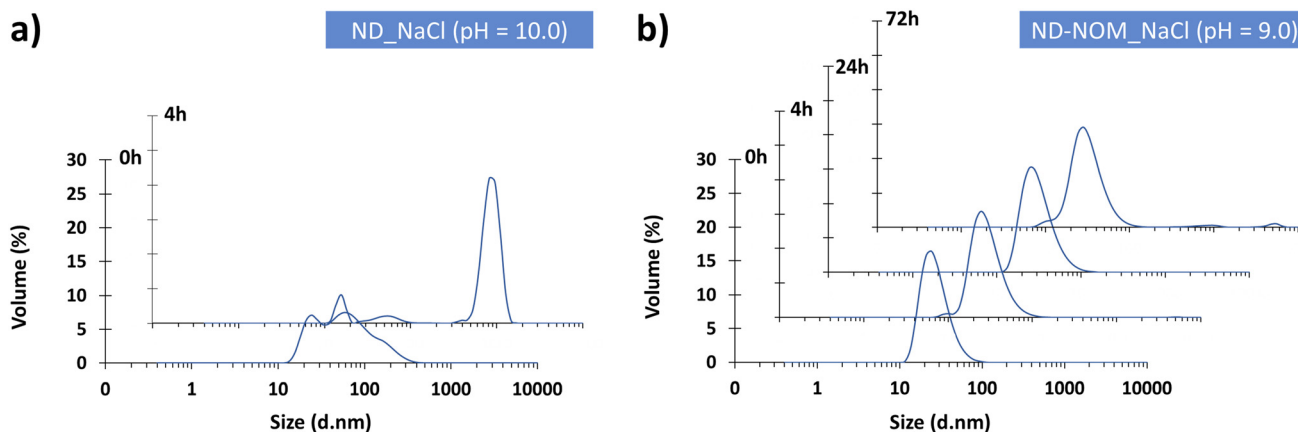 a)
ND_NaCl (pH = 10.0)
4h
0h
30
25
20
15
10
5
0
Volume (%)
0
1
10
100
1000
10000
Size (d.nm)
b)
ND-NOM_NaCl (pH = 9.0)
72h
24h
4h
0h
30
25
20
15
10
5
0
Volume (%)
0
1
10
100
1000
10000
Size (d.nm)